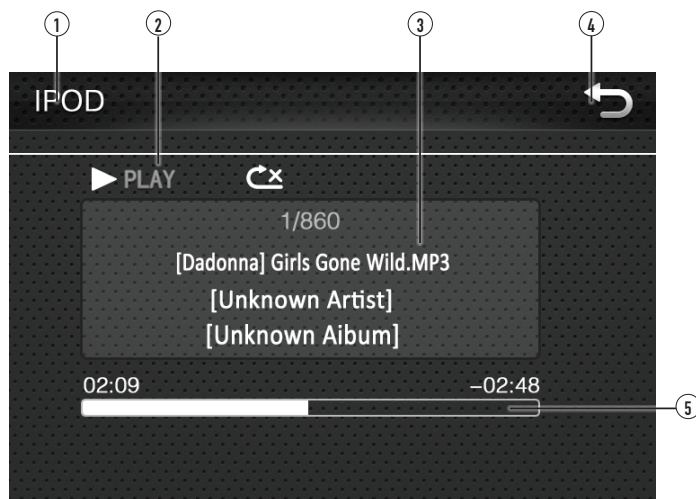 1 2 3 4
IPOD
PLAY
1/860
[Dadonna] Girls Gone Wild.MP3
[Unknown Artist]
[Unknown Aibum]
02:09 -02:48
5